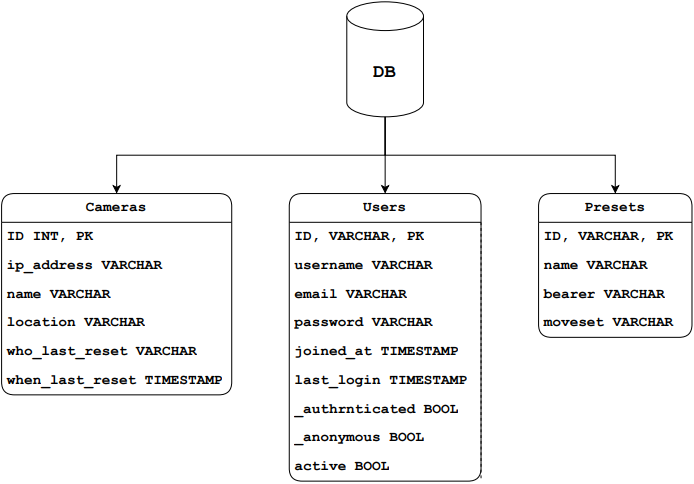 DB
Cameras
ID INT, PK
ip_address VARCHAR
name VARCHAR
location VARCHAR
who_last_reset VARCHAR
when_last_reset TIMESTAMP
Users
ID, VARCHAR, PK
username VARCHAR
email VARCHAR
password VARCHAR
joined_at TIMESTAMP
last_login TIMESTAMP
_authrnticated BOOL
_anonymous BOOL
active BOOL
Presets
ID, VARCHAR, PK
name VARCHAR
bearer VARCHAR
moveset VARCHAR